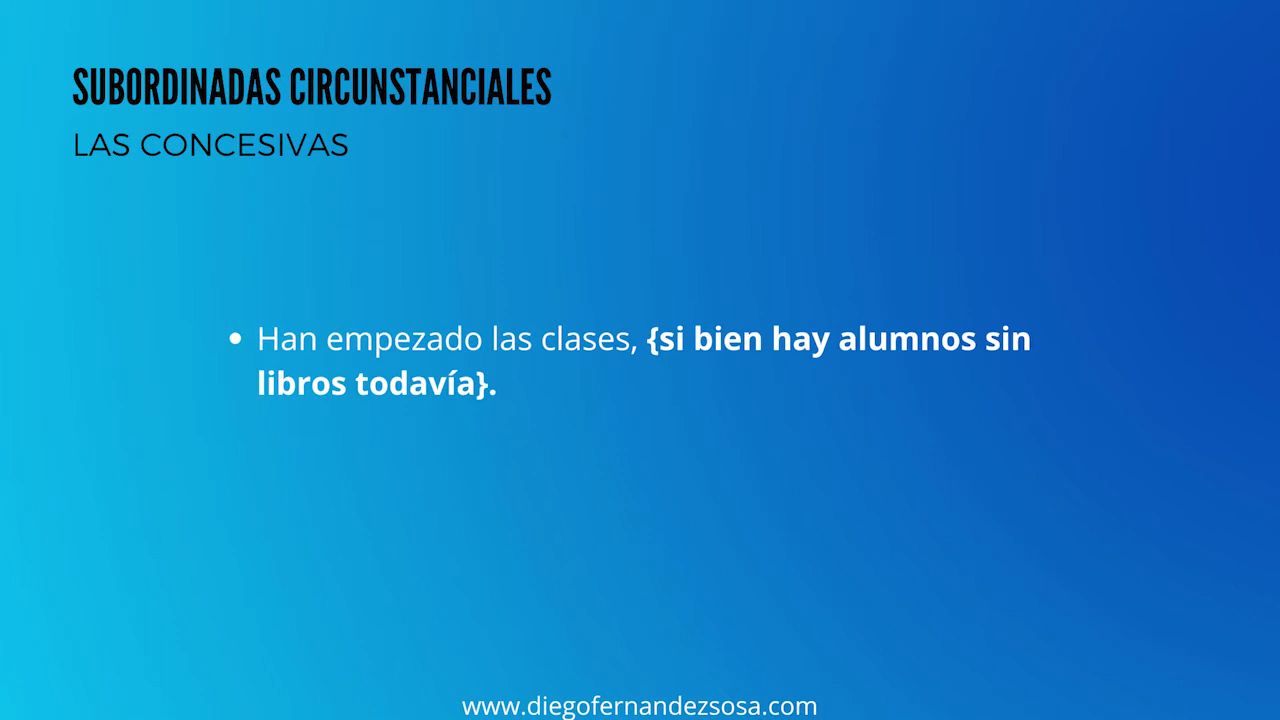 SUBORDINADAS CIRCUNSTANCIALES
LAS CONCESIVAS
• Han empezado las clases, {si bien hay alumnos sin
libros todavía}.
www.diegofernandezsosa.com